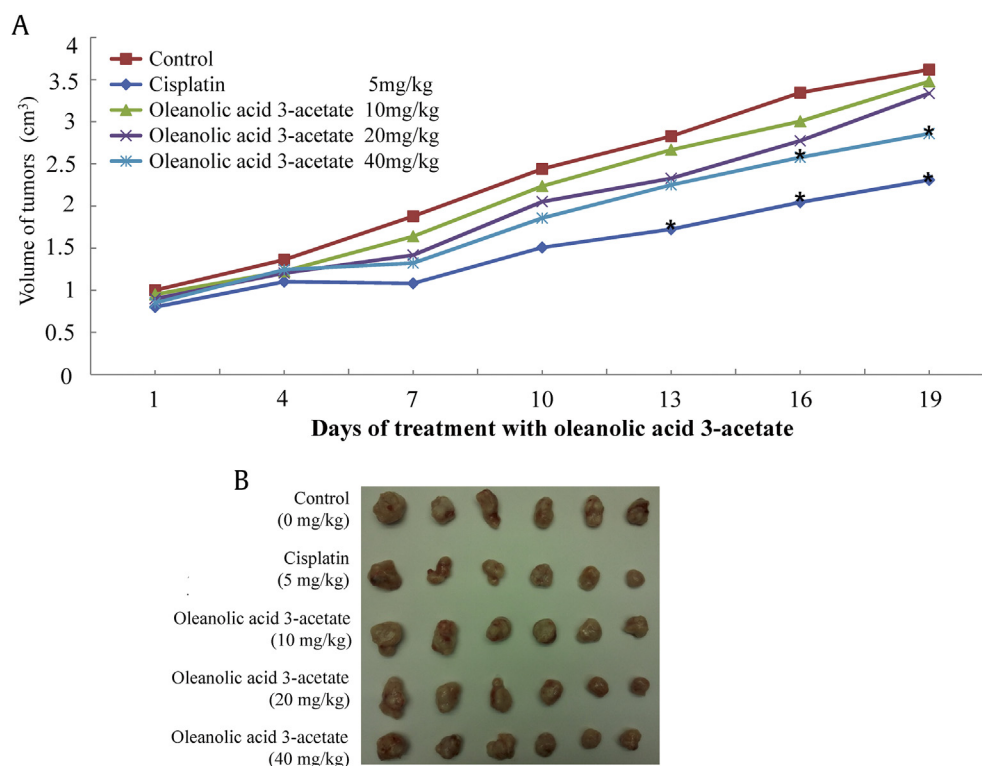 A
4
3.5
3
2.5
2
1.5
1
0.5
0
Volume of tumors (cm³)
Control
Cisplatin 5mg/kg
Oleanolic acid 3-acetate 10mg/kg
Oleanolic acid 3-acetate 20mg/kg
Oleanolic acid 3-acetate 40mg/kg
* * * * *
1 4 7 10 13 16 19
Days of treatment with oleanolic acid 3-acetate
B
Control
(0 mg/kg)
Cisplatin
(5 mg/kg)
Oleanolic acid 3-acetate
(10 mg/kg)
Oleanolic acid 3-acetate
(20 mg/kg)
Oleanolic acid 3-acetate
(40 mg/kg)